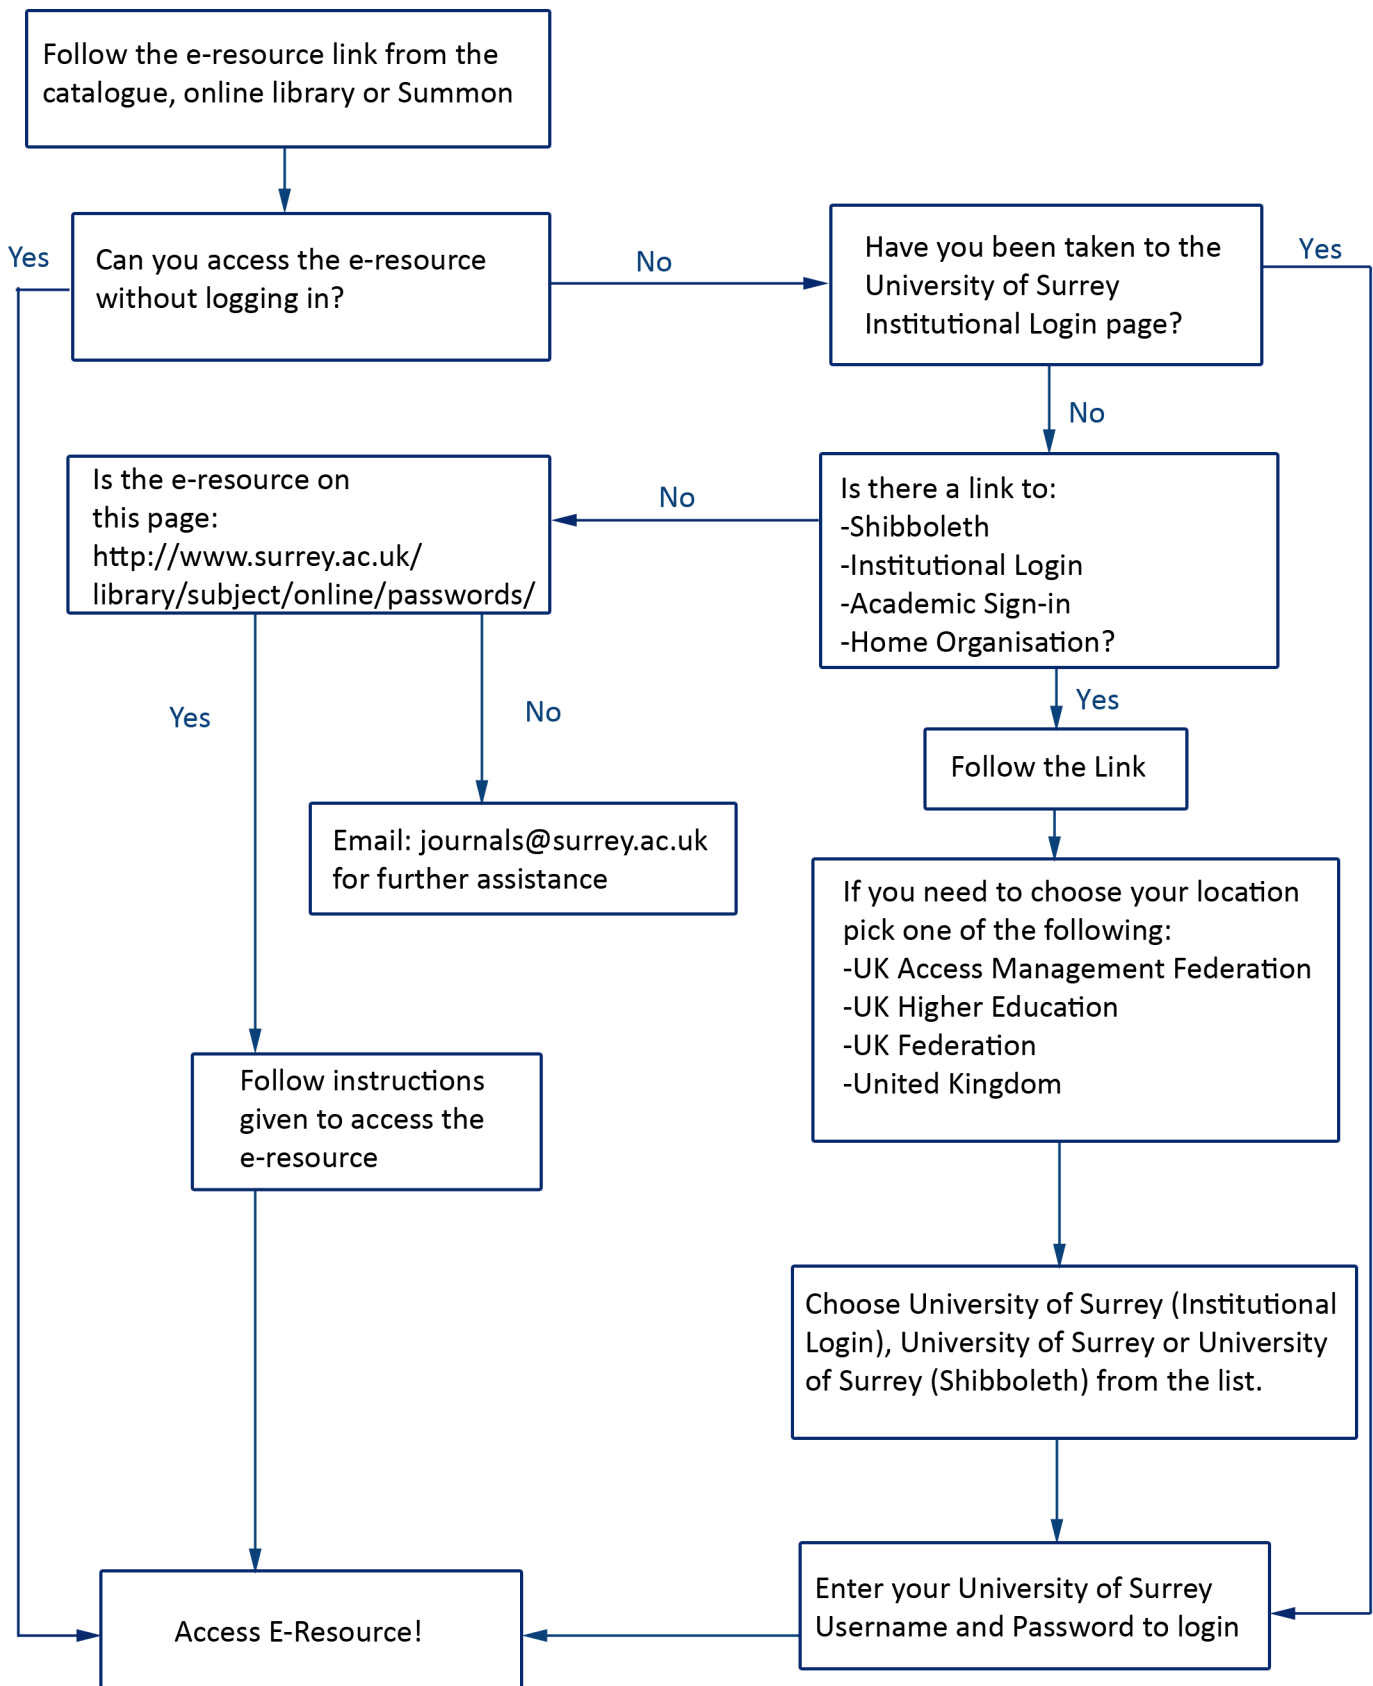 Follow the e-resource link from the
catalogue, online library or Summon
Yes
Can you access the e-resource
without logging in?
No
Have you been taken to the
University of Surrey
Institutional Login page?
Yes
No
Is the e-resource on
this page:
http://www.surrey.ac.uk/
library/subject/online/passwords/
No
Is there a link to:
-Shibboleth
-Institutional Login
-Academic Sign-in
-Home Organisation?
Yes
No
Yes
Follow the Link
Email: journals@surrey.ac.uk
for further assistance
If you need to choose your location
pick one of the following:
-UK Access Management Federation
-UK Higher Education
-UK Federation
-United Kingdom
Follow instructions
given to access the
e-resource
Choose University of Surrey (Institutional
Login), University of Surrey or University
of Surrey (Shibboleth) from the list.
Enter your University of Surrey
Username and Password to login
Access E-Resource!